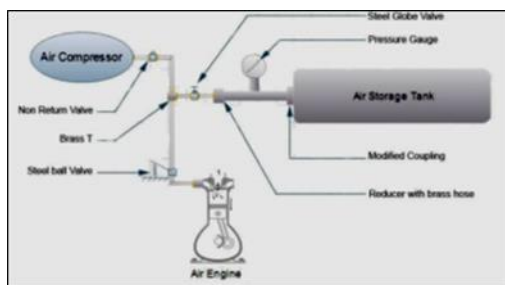 Steel Globe Valve
Pressure Gauge
Air Compressor
Air Storage Tank
Non Return Valve
Brass T
Modified Coupling
Steel ball Valve
Reducer with brass hose
Air Engine